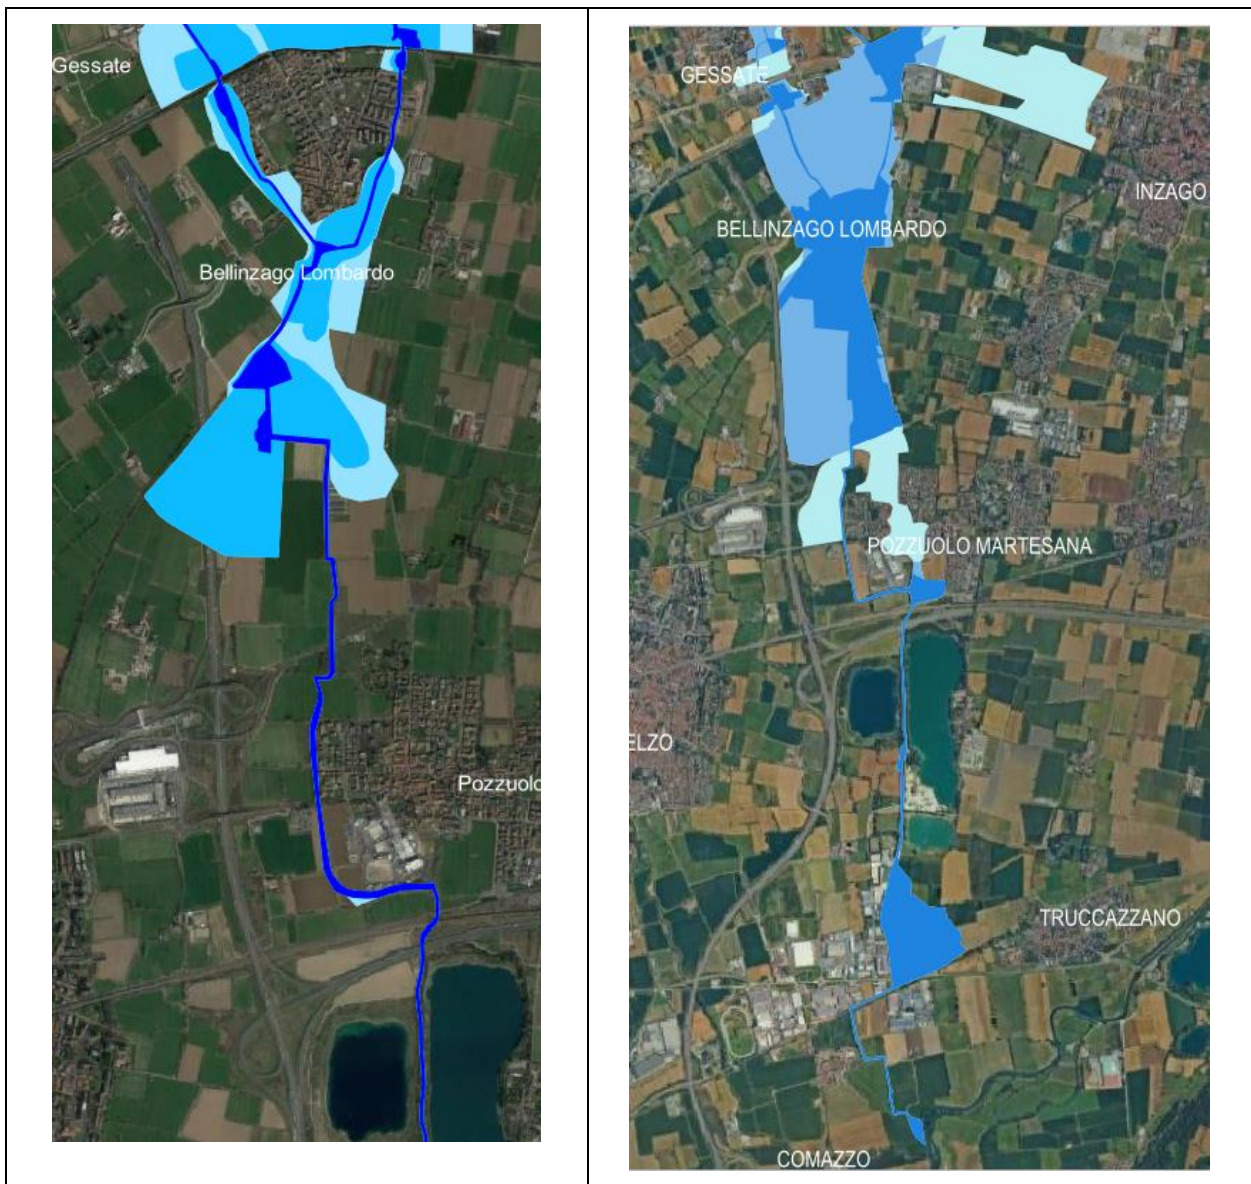 Gessate
Bellinzago Lombardo
Pozzuolo
GESSATE
INZAGO
BELLINZAGO LOMBARDO
POZZUOLO MARTESANA
ELZO
TRUCCAZZANO
COMAZZO